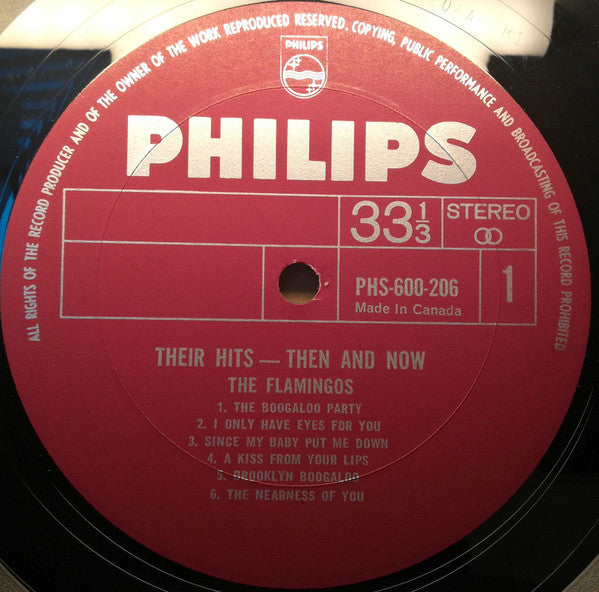 ALL RIGHTS OF THE RECORD PRODUCER AND OF THE OWNER OF THE WORK REPRODUCED RESERVED. COPYING, PUBLIC PERFORMANCE AND BROADCASTING OF THIS RECORD PROHIBITED
PHILIPS
PHILIPS
33 1/3 STEREO
PHS-600-206 1
Made In Canada
THEIR HITS — THEN AND NOW
THE FLAMINGOS
1. THE BOOGALOO PARTY
2. I ONLY HAVE EYES FOR YOU
3. SINCE MY BABY PUT ME DOWN
4. A KISS FROM YOUR LIPS
5. BROOKLYN BOOGALOO
6. THE NEARNESS OF YOU